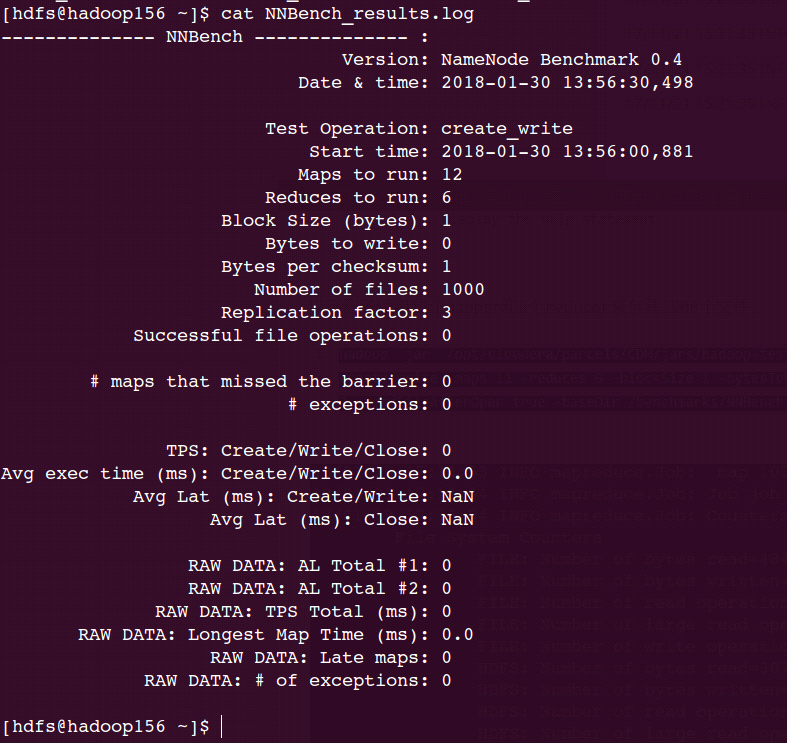 [hdfs@hadoop156 ~]$ cat NNBench_results.log
-------------- NNBench -------------- :
Version: NameNode Benchmark 0.4
Date & time: 2018-01-30 13:56:30,498
Test Operation: create_write
Start time: 2018-01-30 13:56:00,881
Maps to run: 12
Reduces to run: 6
Block Size (bytes): 1
Bytes to write: 0
Bytes per checksum: 1
Number of files: 1000
Replication factor: 3
Successful file operations: 0
# maps that missed the barrier: 0
# exceptions: 0
TPS: Create/Write/Close: 0
Avg exec time (ms): Create/Write/Close: 0.0
Avg Lat (ms): Create/Write: NaN
Avg Lat (ms): Close: NaN
RAW DATA: AL Total #1: 0
RAW DATA: AL Total #2: 0
RAW DATA: TPS Total (ms): 0
RAW DATA: Longest Map Time (ms): 0.0
RAW DATA: Late maps: 0
RAW DATA: # of exceptions: 0
[hdfs@hadoop156 ~]$